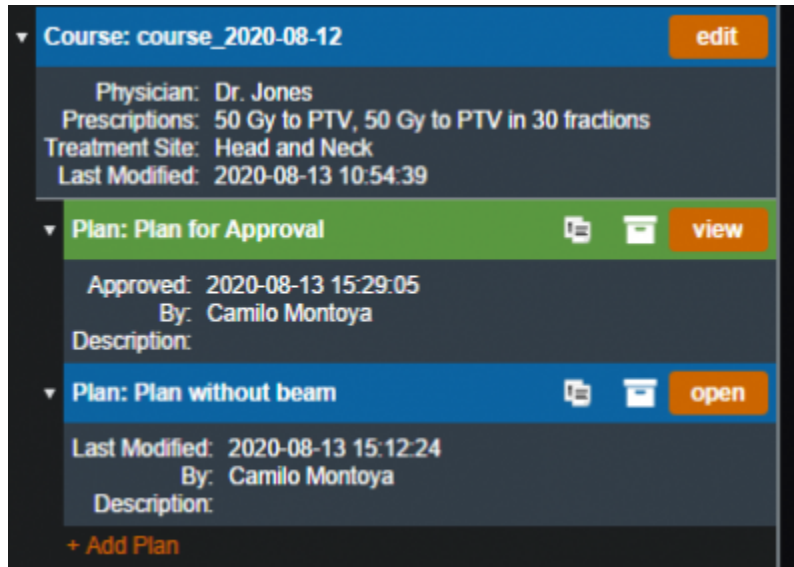 Course: course_2020-08-12 edit
Physician: Dr. Jones
Prescriptions: 50 Gy to PTV, 50 Gy to PTV in 30 fractions
Treatment Site: Head and Neck
Last Modified: 2020-08-13 10:54:39
Plan: Plan for Approval view
Approved: 2020-08-13 15:29:05
By: Camilo Montoya
Description:
Plan: Plan without beam open
Last Modified: 2020-08-13 15:12:24
By: Camilo Montoya
Description:
+ Add Plan